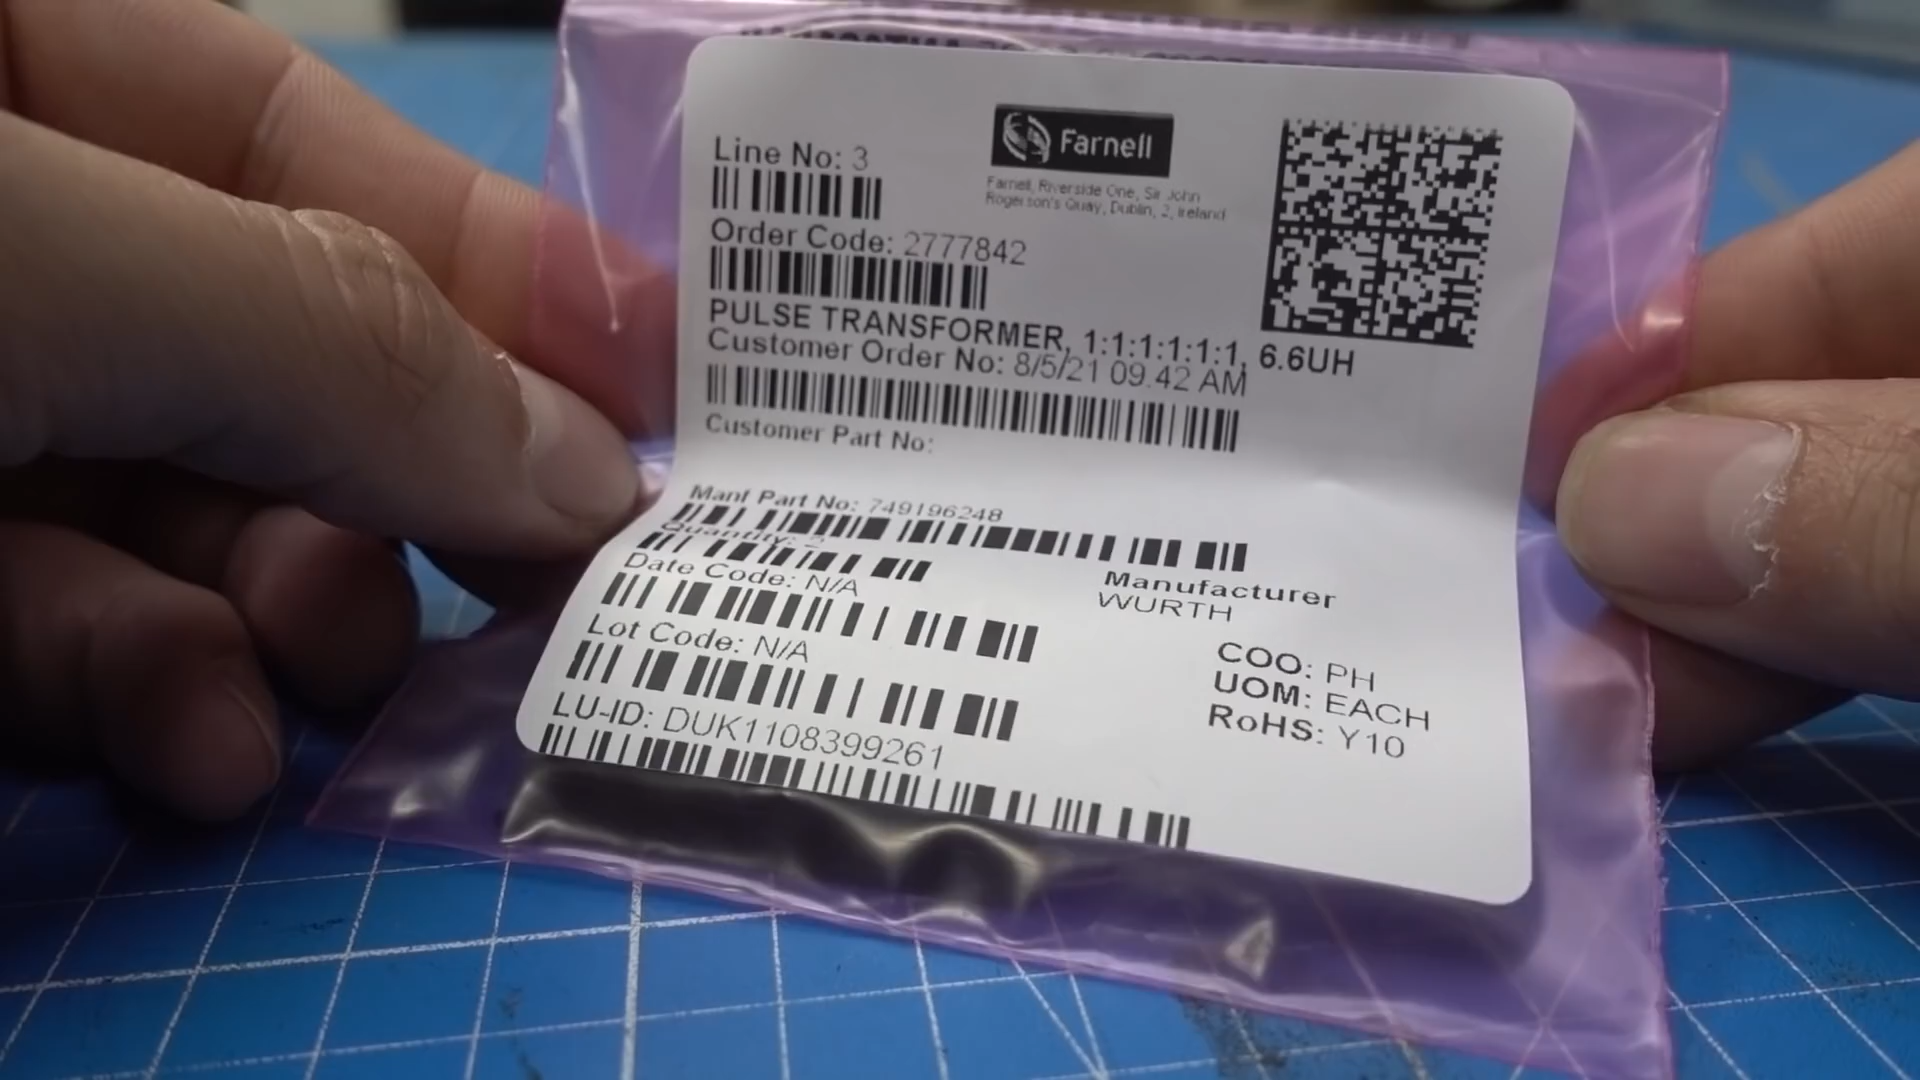 Farnell
Farnell, Riverside One, Sir John
Rogerson's Quay, Dublin, 2, Ireland
Line No: 3
Order Code: 2777842
PULSE TRANSFORMER, 1:1:1:1:1:1, 6.6UH
Customer Order No: 8/5/21 09.42 AM
Customer Part No:
Manf Part No: 749196248
Quantity: 2
Date Code: N/A
Manufacturer
WURTH
Lot Code: N/A
COO: PH
UOM: EACH
RoHS: Y10
LU-ID: DUK1108399261